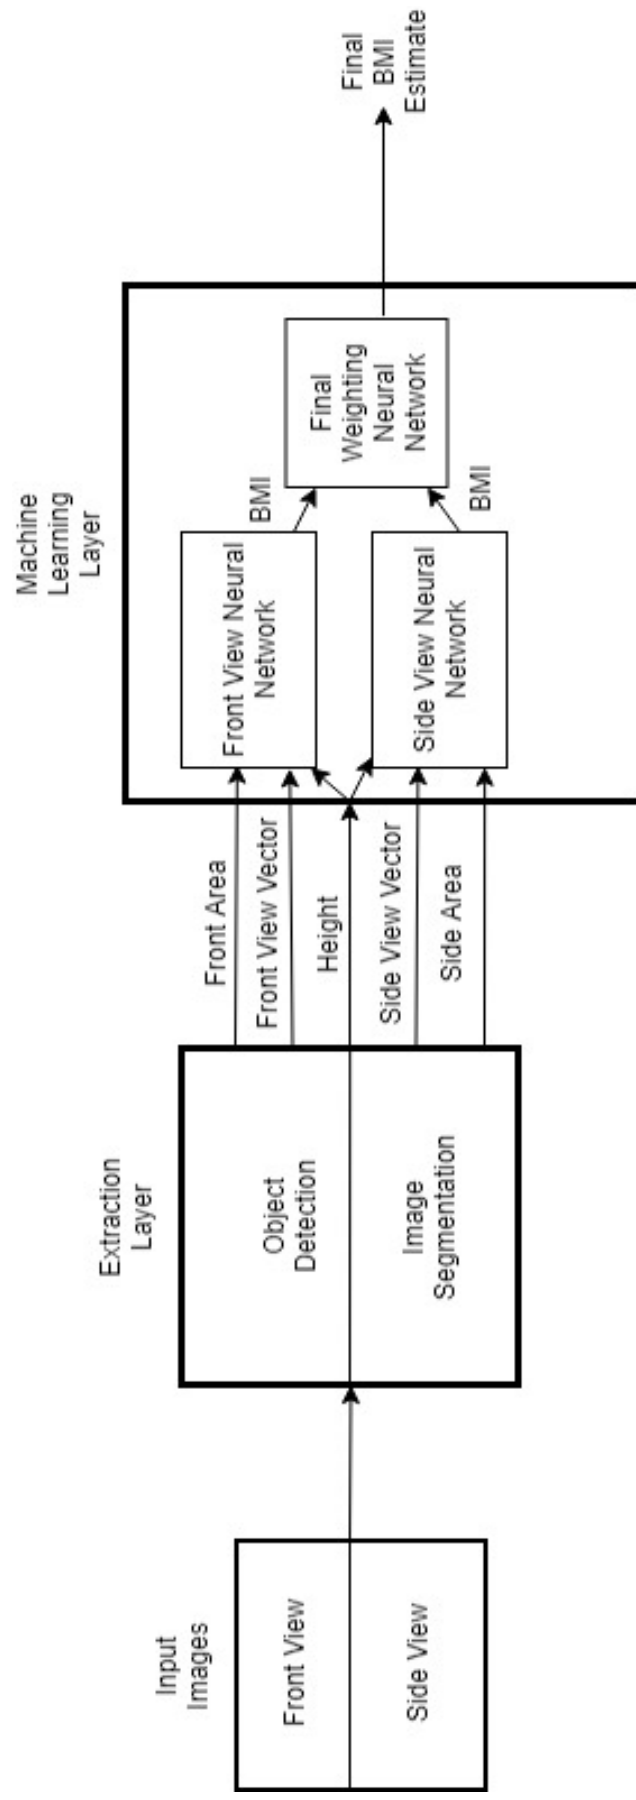 Input
Images
Front View
Side View
Extraction
Layer
Object
Detection
Image
Segmentation
Front Area
Front View Vector
Height
Side View Vector
Side Area
Machine
Learning
Layer
Front View Neural
Network
Side View Neural
Network
BMI
BMI
Final
Weighting
Neural
Network
Final
BMI
Estimate